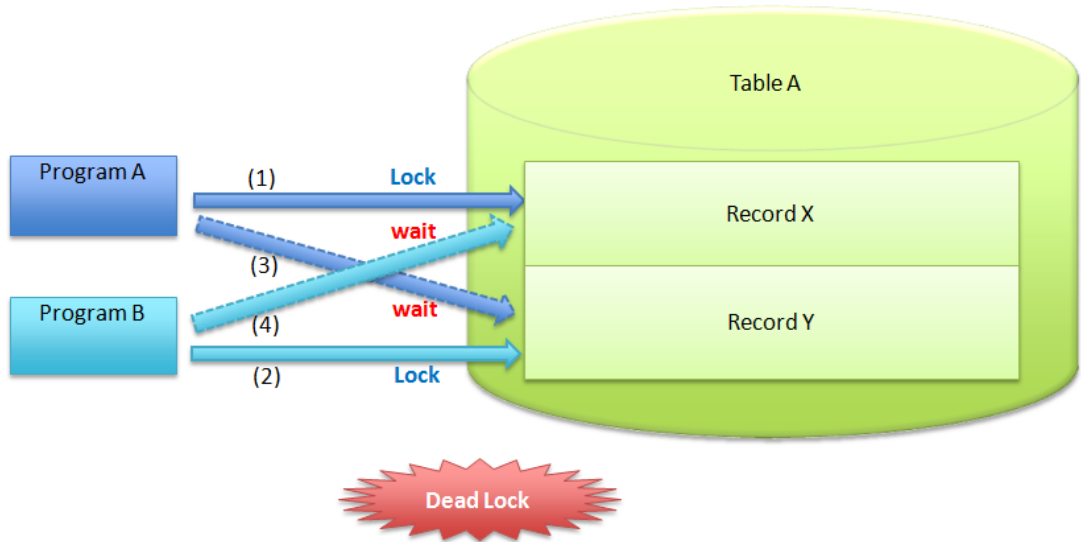 Table A
Program A
(1)
Lock
Record X
wait
(3)
Program B
wait
Record Y
(4)
(2)
Lock
Dead Lock